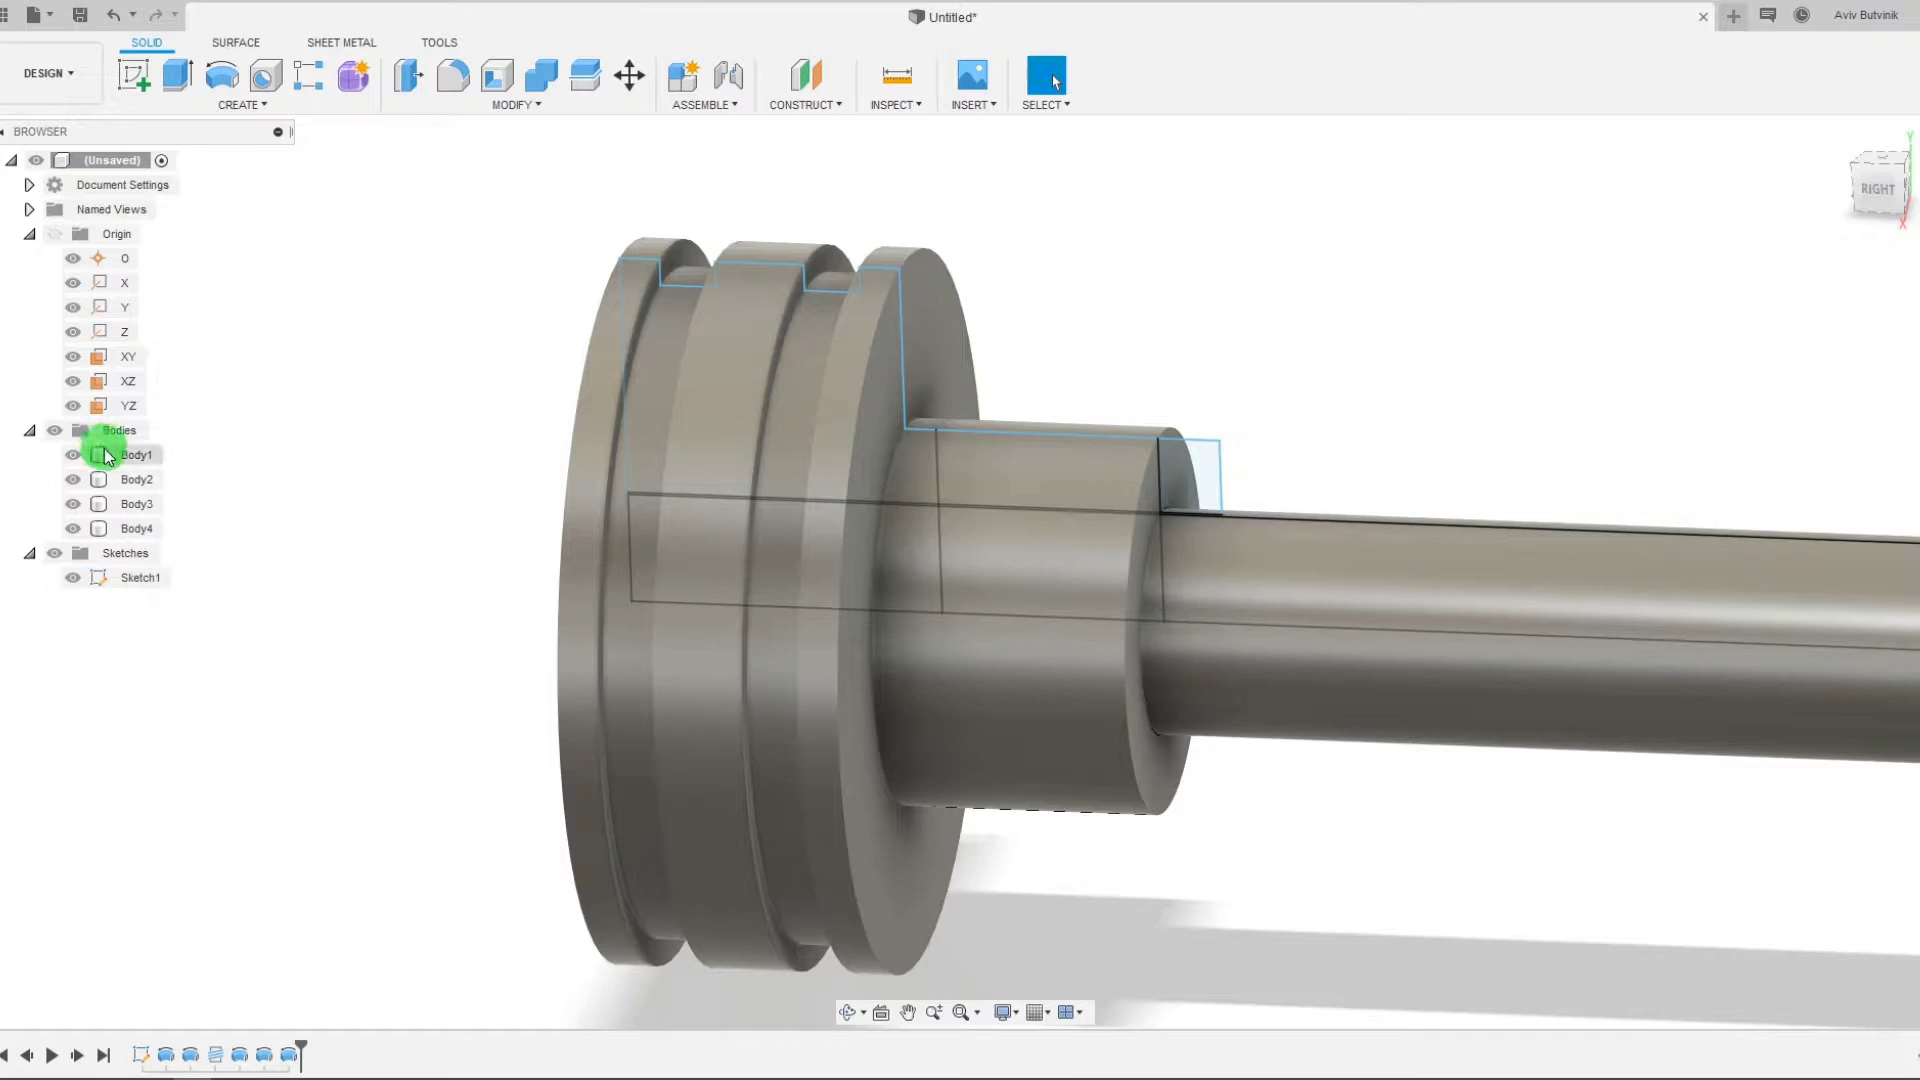 Untitled*
Aviv Butvinik
DESIGN
SOLID
SURFACE
SHEET METAL
TOOLS
CREATE
MODIFY
ASSEMBLE
CONSTRUCT
INSPECT
INSERT
SELECT
BROWSER
(Unsaved)
Document Settings
Named Views
Origin
O
X
Y
Z
XY
XZ
YZ
Bodies
Body1
Body2
Body3
Body4
Sketches
Sketch1
Y
RIGHT
X